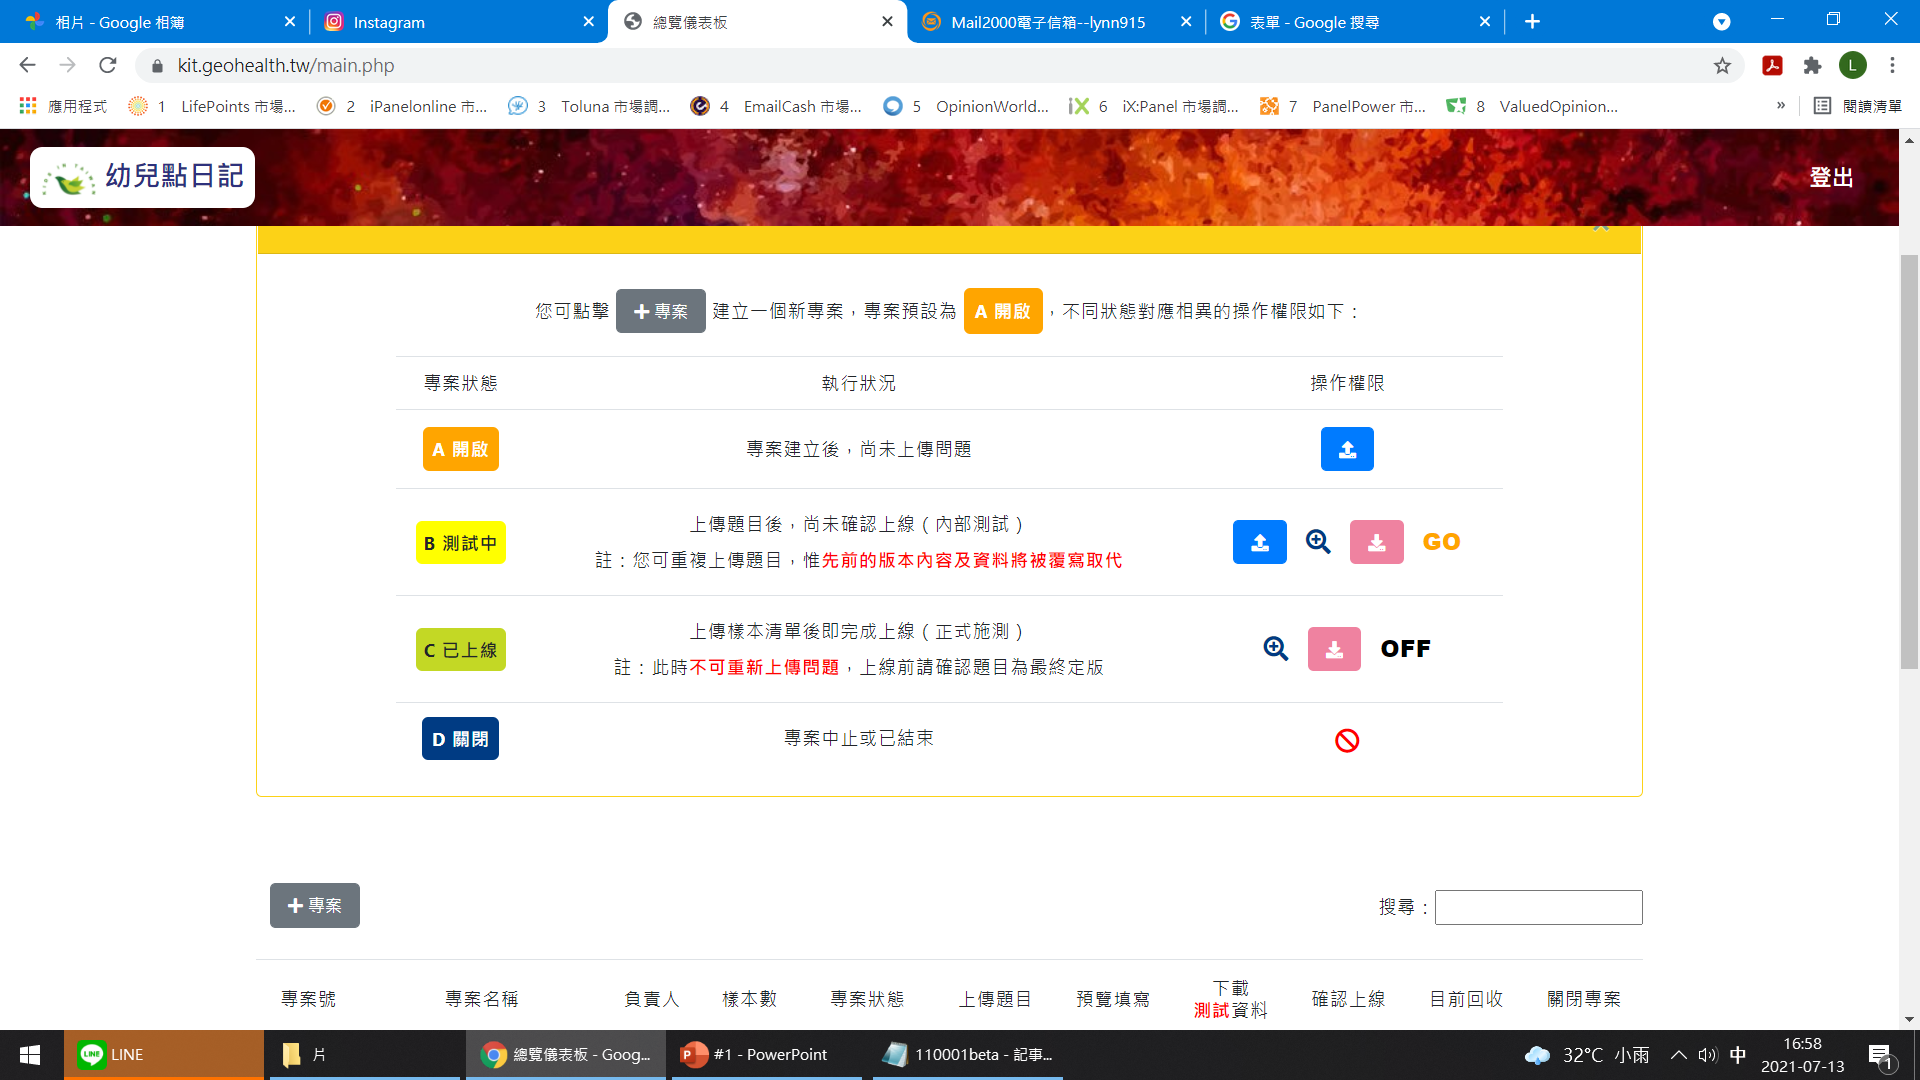 相片 - Google 相簿
Instagram
總覽儀表板
Mail2000電子信箱--lynn915
表單 - Google 搜尋
kit.geohealth.tw/main.php
L
應用程式
1 LifePoints 市場...
2 iPanelonline 市...
3 Toluna 市場調...
4 EmailCash 市場...
5 OpinionWorld...
6 iX:Panel 市場調...
7 PanelPower 市...
8 ValuedOpinion...
»
閱讀清單
幼兒點日記
登出
您可點擊 + 專案 建立一個新專案，專案預設為 A 開啟，不同狀態對應相異的操作權限如下：
專案狀態 執行狀況 操作權限
A 開啟 專案建立後，尚未上傳問題
上傳題目後，尚未確認上線（內部測試）
B 測試中 GO
註：您可重複上傳題目，惟先前的版本內容及資料將被覆寫取代
上傳樣本清單後即完成上線（正式施測）
C 已上線 OFF
註：此時不可重新上傳問題，上線前請確認題目為最終定版
D 關閉 專案中止或已結束
+ 專案
搜尋：
專案號 專案名稱 負責人 樣本數 專案狀態 上傳題目 預覽填寫 下載測試資料 確認上線 目前回收 關閉專案
LINE
LINE
片
總覽儀表板 - Goog...
#1 - PowerPoint
110001beta - 記事...
32°C 小雨
中
16:58
2021-07-13
1